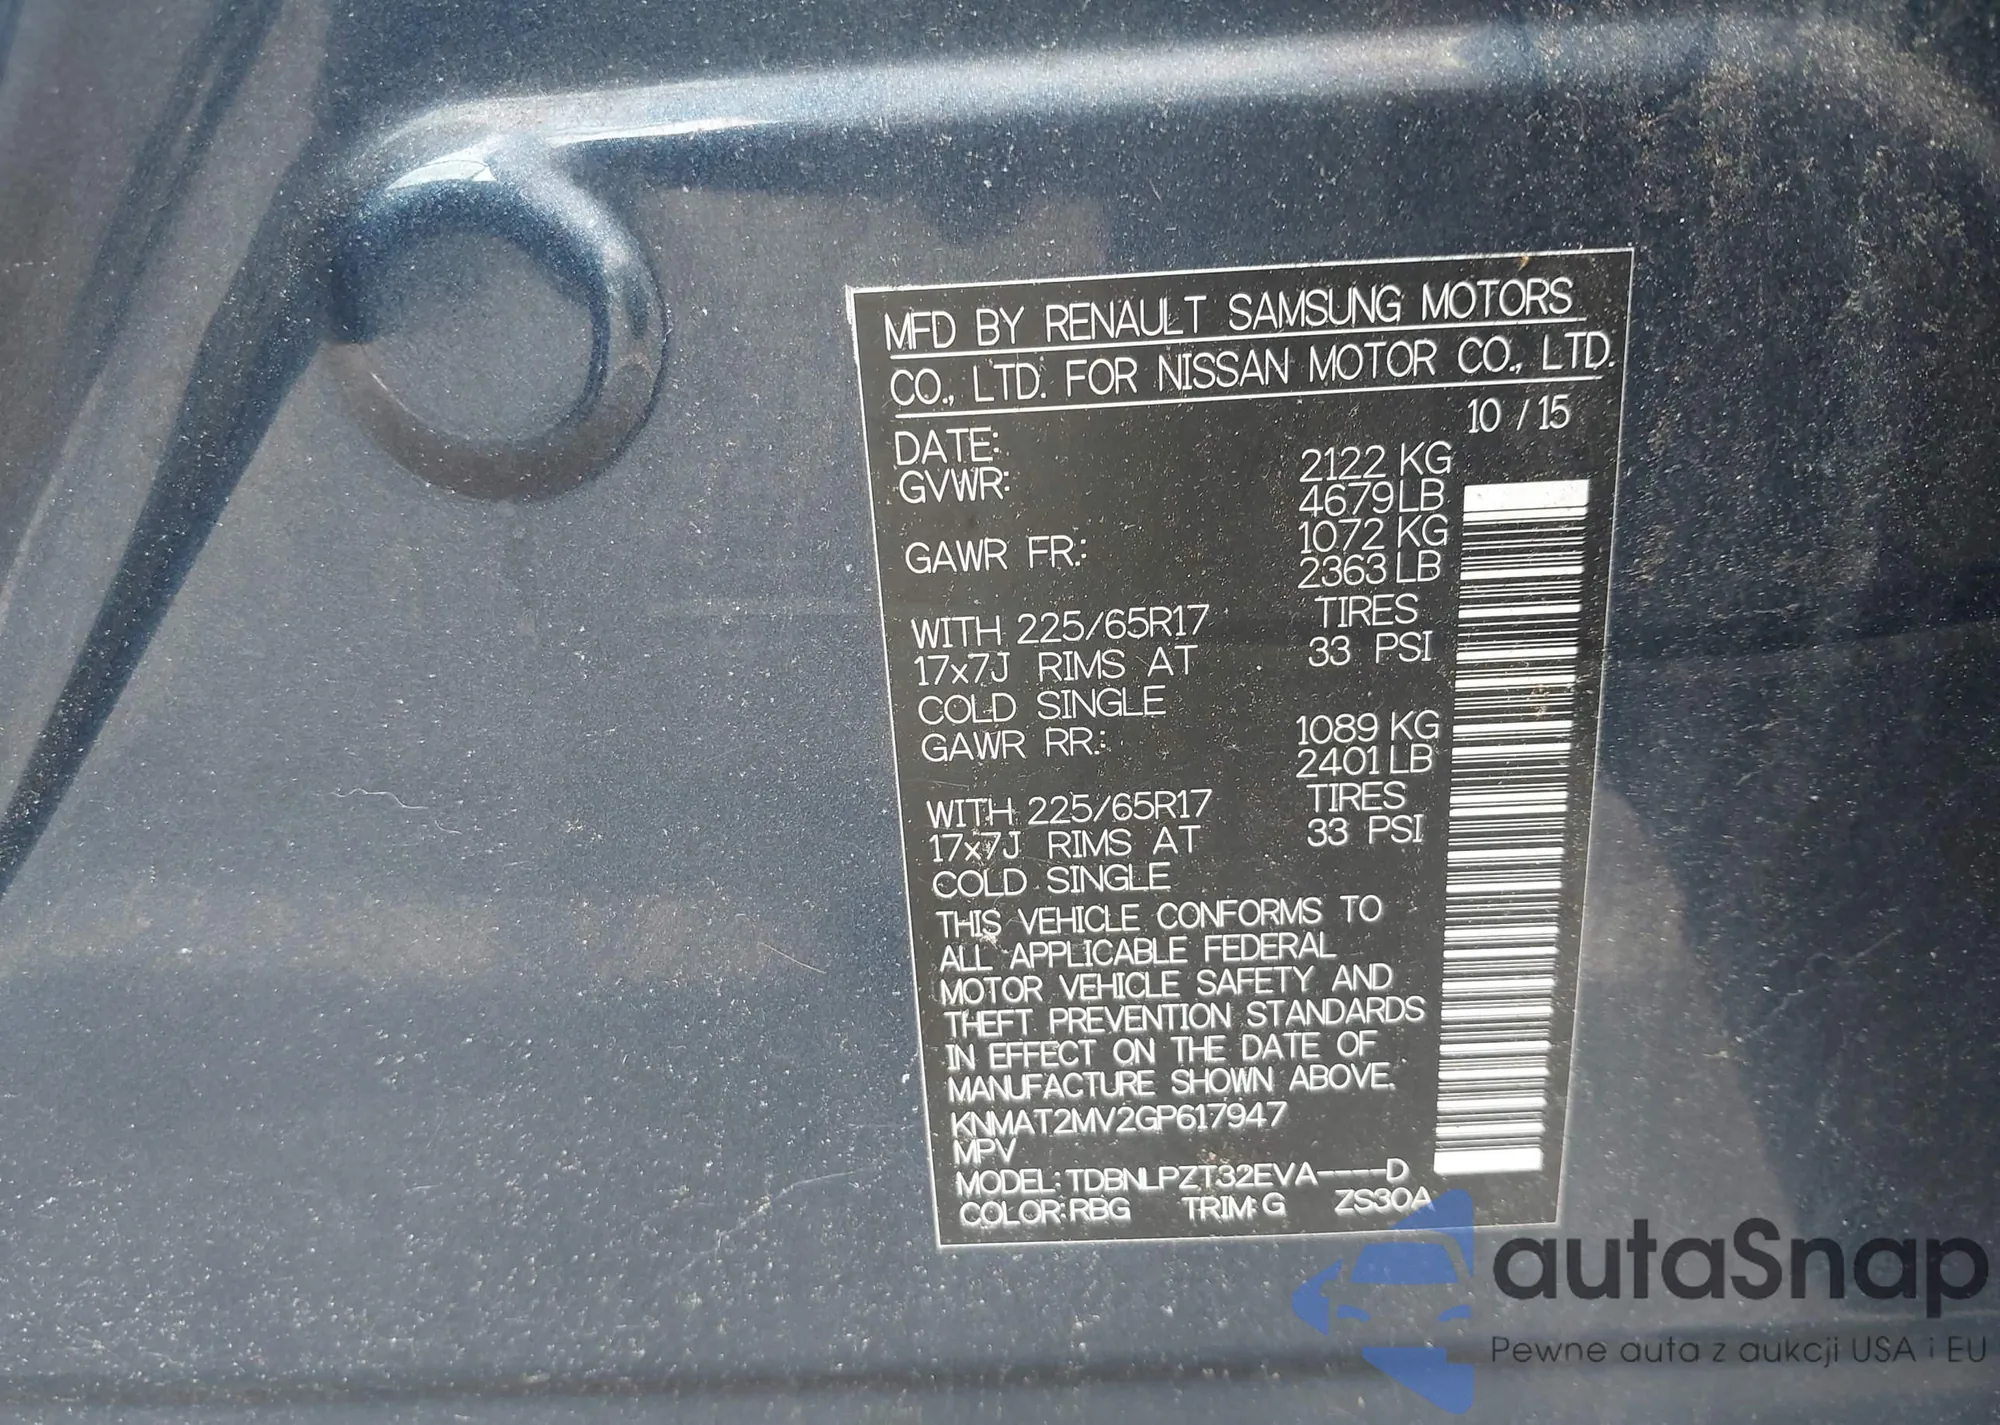 MFD BY RENAULT SAMSUNG MOTORS
CO., LTD. FOR NISSAN MOTOR CO., LTD.
DATE: 10 / 15
GVWR: 2122 KG
4679 LB
GAWR FR.: 1072 KG
2363 LB
WITH 225/65R17 TIRES
17x7J RIMS AT 33 PSI
COLD SINGLE
GAWR RR.: 1089 KG
2401 LB
WITH 225/65R17 TIRES
17x7J RIMS AT 33 PSI
COLD SINGLE
THIS VEHICLE CONFORMS TO
ALL APPLICABLE FEDERAL
MOTOR VEHICLE SAFETY AND
THEFT PREVENTION STANDARDS
IN EFFECT ON THE DATE OF
MANUFACTURE SHOWN ABOVE.
KNMAT2MV2GP617947
MPV
MODEL: TDBNLPZT32EVA----D
COLOR: RBG TRIM: G ZS30A
autaSnap
Pewne auta z aukcji USA i EU